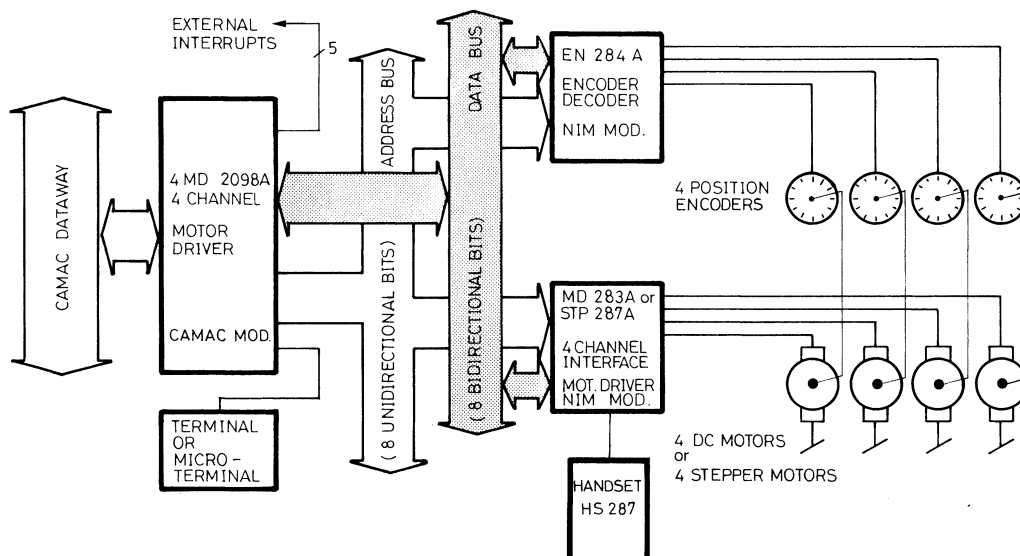 EXTERNAL
INTERRUPTS
5
CAMAC DATAWAY
4 MD 2098A
4 CHANNEL
MOTOR
DRIVER
CAMAC MOD.
TERMINAL
OR
MICRO-
TERMINAL
ADDRESS BUS
( 8 UNIDIRECTIONAL BITS)
DATA BUS
( 8 BIDIRECTIONAL BITS)
EN 284 A
ENCODER
DECODER
NIM MOD.
4 POSITION
ENCODERS
MD 283A or
STP 287A
4 CHANNEL
INTERFACE
MOT. DRIVER
NIM MOD.
HANDSET
HS 287
4 DC MOTORS
or
4 STEPPER MOTORS